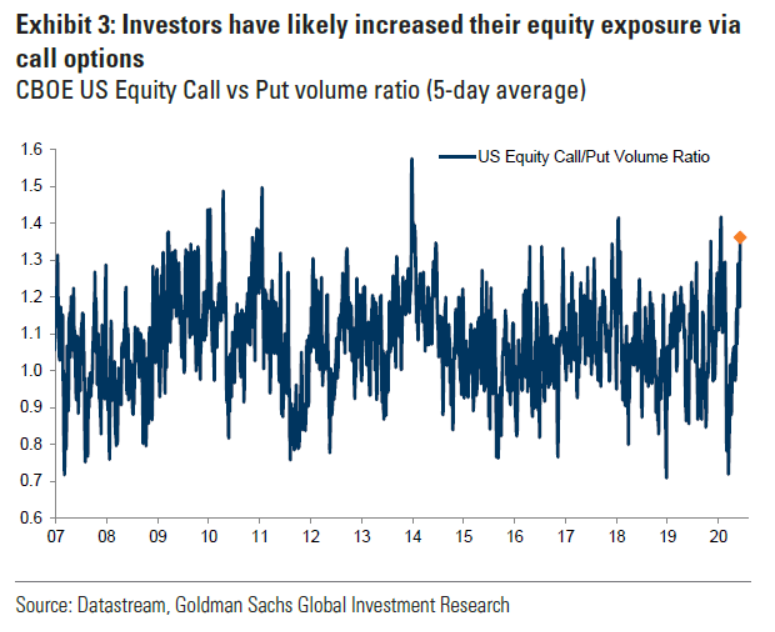 Exhibit 3: Investors have likely increased their equity exposure via
call options
CBOE US Equity Call vs Put volume ratio (5-day average)
1.6
US Equity Call/Put Volume Ratio
1.5
1.4
1.3
1.2
1.1
1.0
0.9
0.8
0.7
0.6
07 08 09 10 11 12 13 14 15 16 17 18 19 20
Source: Datastream, Goldman Sachs Global Investment Research